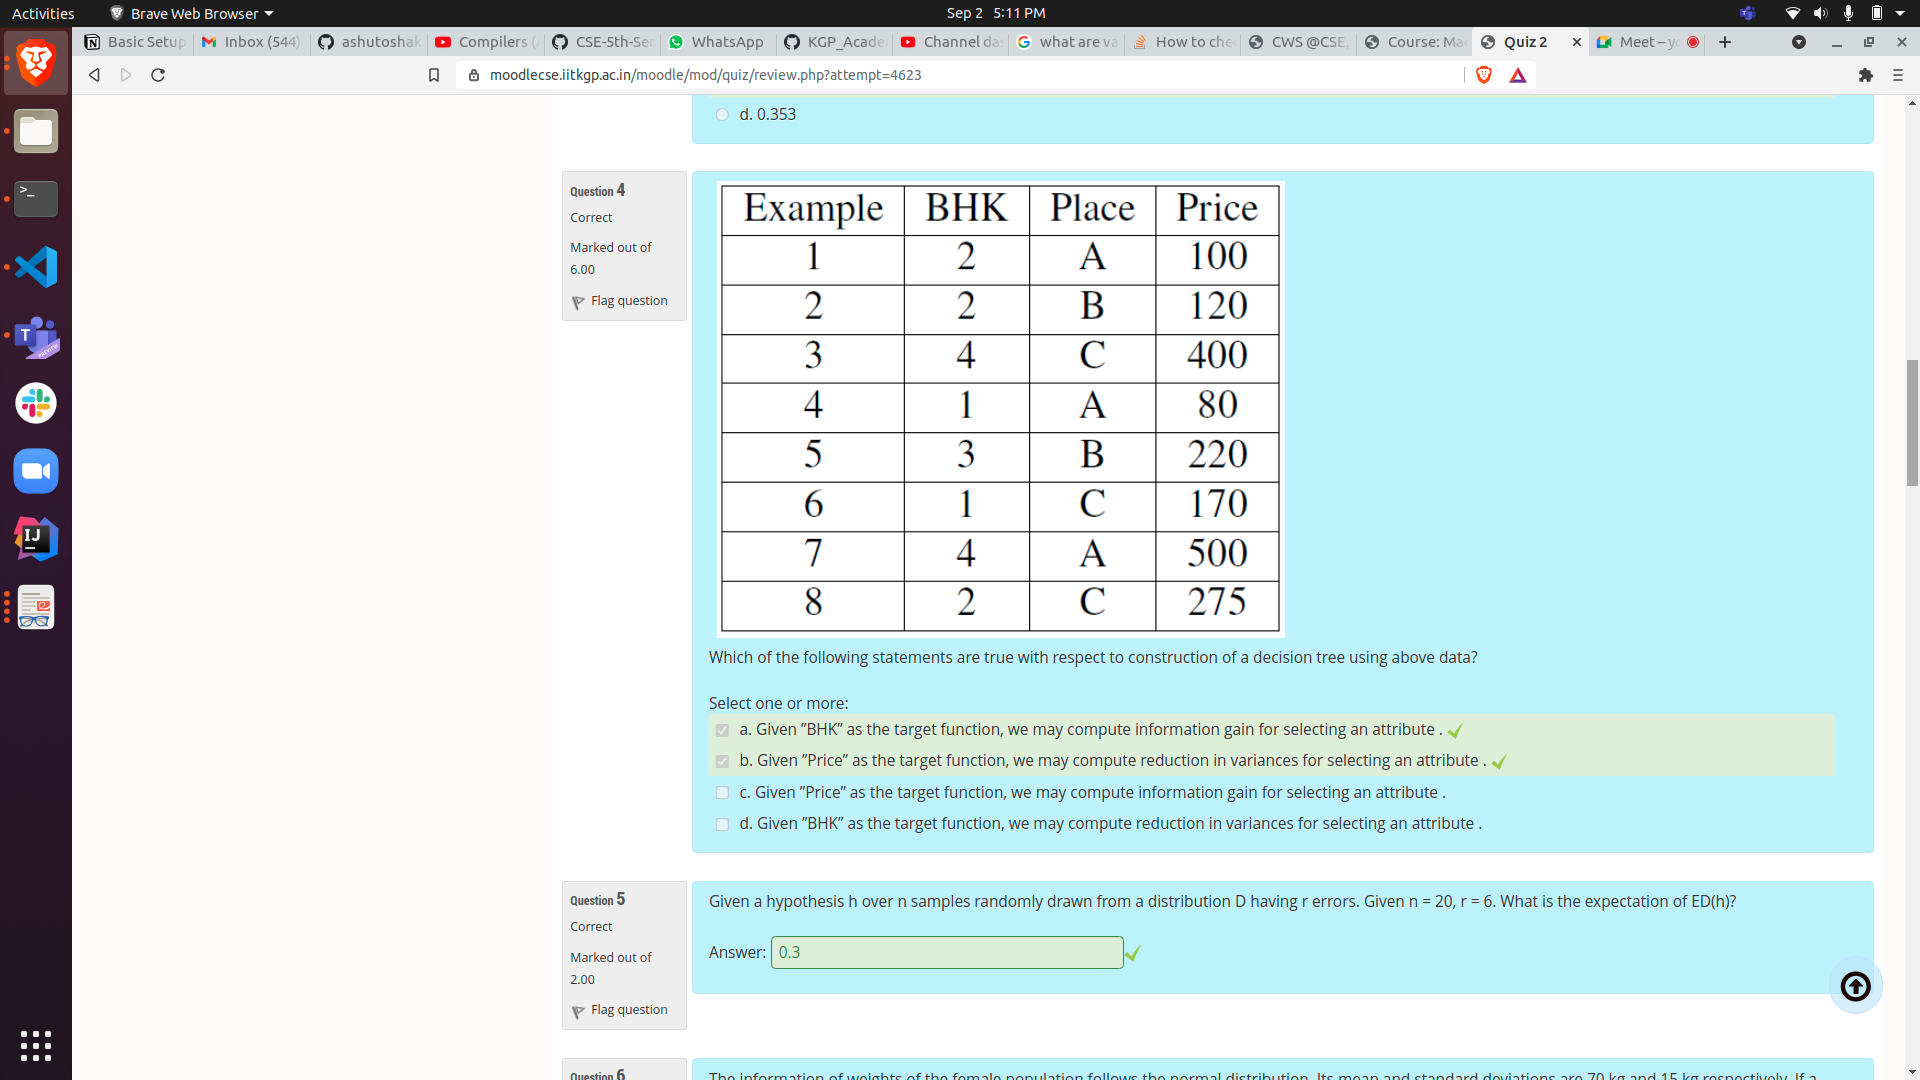 Activities
Brave Web Browser
Sep 2 5:11 PM
Basic Setup
Inbox (544)
ashutoshak
Compilers (
CSE-5th-Sem
WhatsApp
KGP_Acade
Channel da
what are va
How to che
CWS @CSE,
Course: Ma
Quiz 2
Meet – y
moodlecse.iitkgp.ac.in/moodle/mod/quiz/review.php?attempt=4623
d. 0.353
Question 4
Correct
Marked out of
6.00
Flag question
Example BHK Place Price
1 2 A 100
2 2 B 120
3 4 C 400
4 1 A 80
5 3 B 220
6 1 C 170
7 4 A 500
8 2 C 275
Which of the following statements are true with respect to construction of a decision tree using above data?
Select one or more:
a. Given ”BHK” as the target function, we may compute information gain for selecting an attribute .
b. Given ”Price” as the target function, we may compute reduction in variances for selecting an attribute .
c. Given ”Price” as the target function, we may compute information gain for selecting an attribute .
d. Given ”BHK” as the target function, we may compute reduction in variances for selecting an attribute .
Question 5
Correct
Marked out of
2.00
Flag question
Given a hypothesis h over n samples randomly drawn from a distribution D having r errors. Given n = 20, r = 6. What is the expectation of ED(h)?
Answer: 0.3
Question 6
The information of weights of the female population follows the normal distribution. Its mean and standard deviations are 70 kg and 15 kg respectively. If a